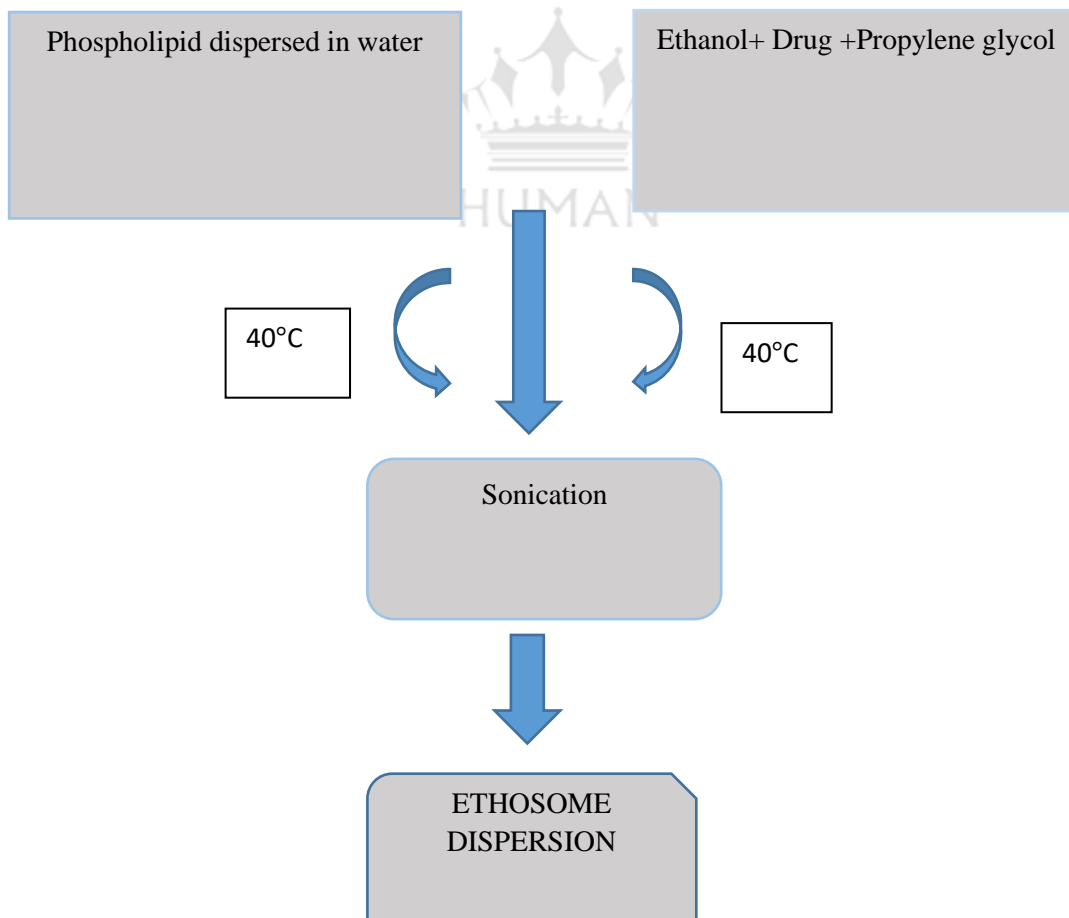 Phospholipid dispersed in water
Ethanol+ Drug +Propylene glycol
HUMAN
40°C
40°C
Sonication
ETHOSOME
DISPERSION